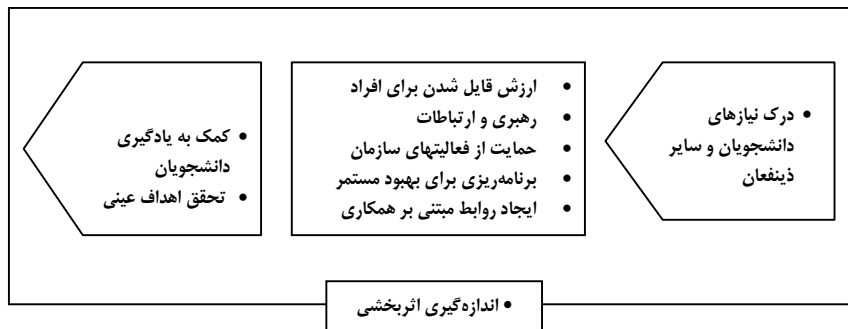 • درک نیازهای
دانشجویان و سایر
ذینفعان
• ارزش قایل شدن برای افراد
• رهبری و ارتباطات
• حمایت از فعالیتهای سازمان
• برنامه‌ریزی برای بهبود مستمر
• ایجاد روابط مبتنی بر همکاری
• کمک به یادگیری
دانشجویان
• تحقق اهداف عینی
• اندازه‌گیری اثربخشی